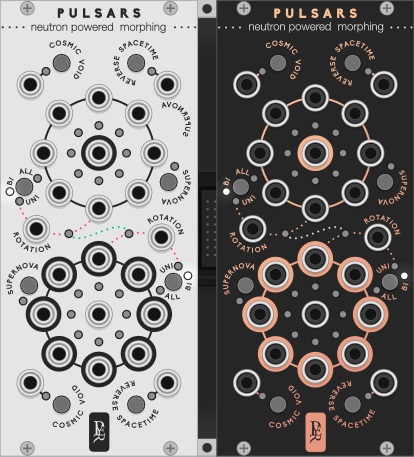 PULSARS
neutron powered morphing
COSMIC
VOID
REVERSE
SPACETIME
SUPERNOVA
SUPERNOVA
BI
ALL
UNI
ROTATION
ROTATION
SUPERNOVA
UNI
BI
ALL
VOID
COSMIC
REVERSE
SPACETIME
PULSARS
neutron powered morphing
COSMIC
VOID
REVERSE
SPACETIME
SUPERNOVA
ALL
UNI
ROTATION
ROTATION
SUPERNOVA
UNI
ALL
VOID
COSMIC
REVERSE
SPACETIME